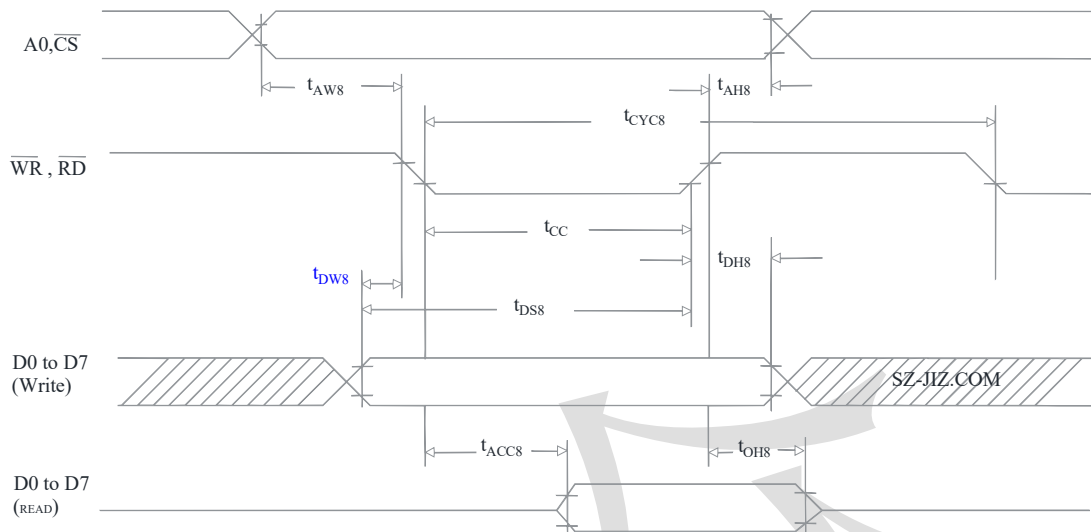 A0,CS
tAW8
tAH8
tCYC8
WR , RD
tCC
tDW8
tDH8
tDS8
D0 to D7
(Write)
SZ-JIZ.COM
tACC8
tOH8
D0 to D7
(READ)